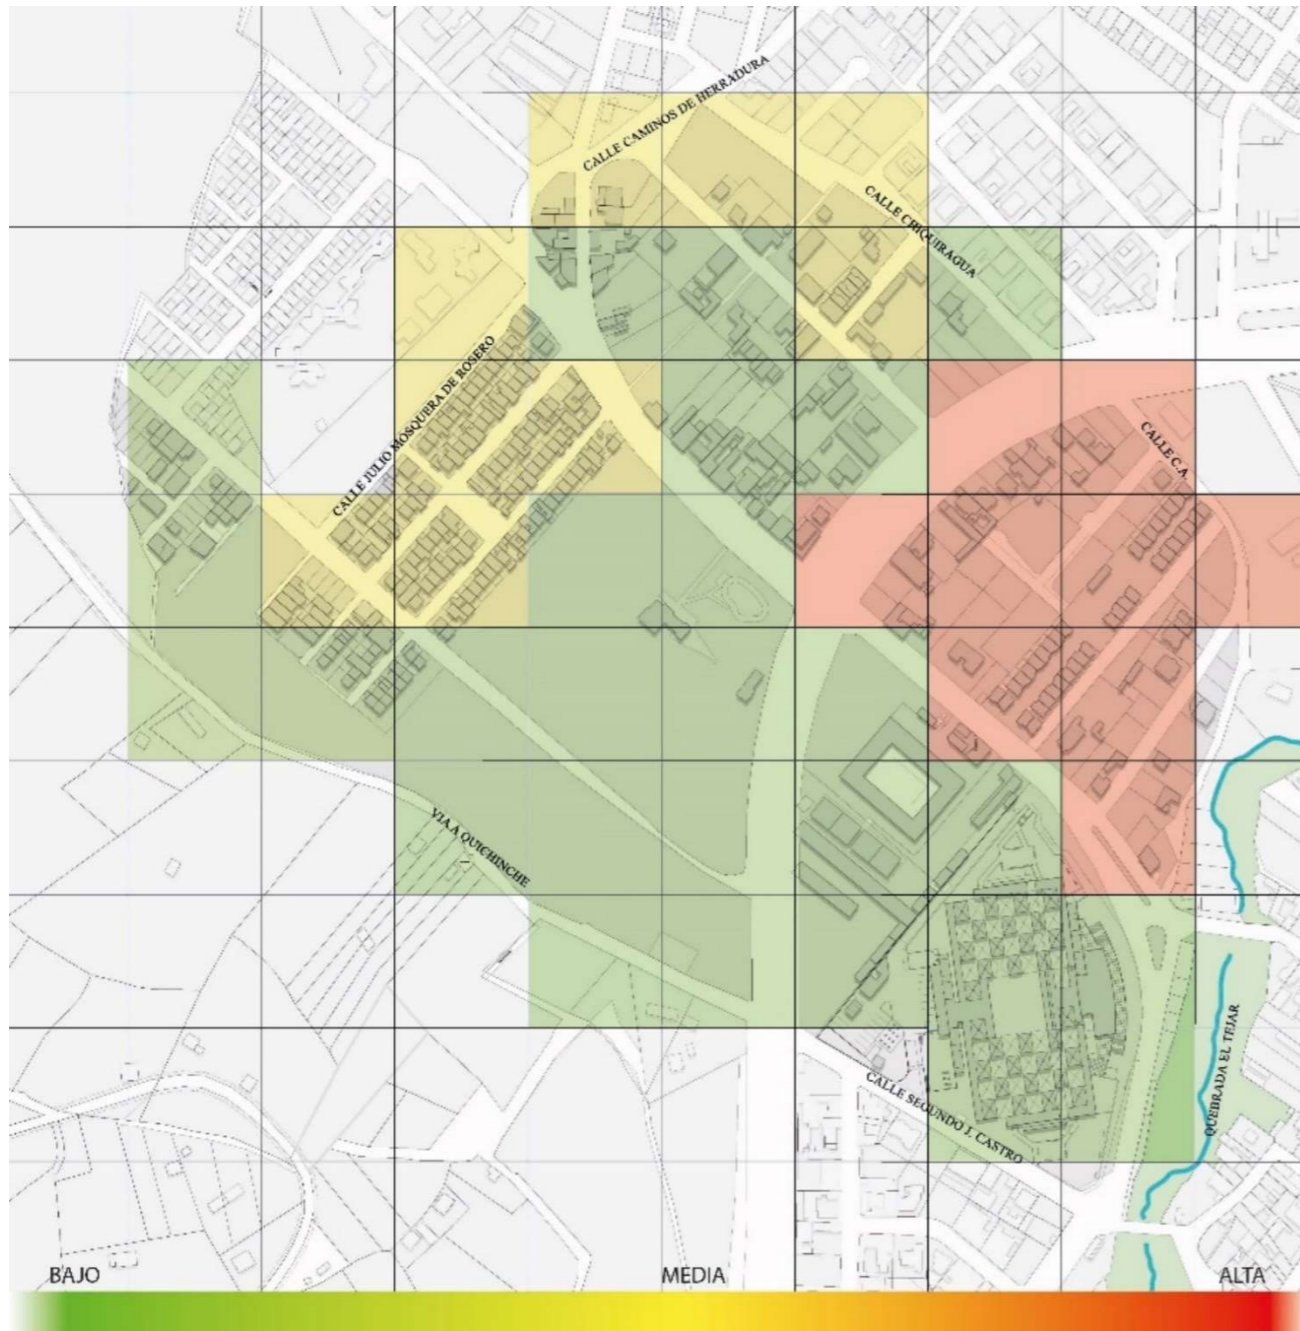 CALLE CAMINOS DE HERRADURA
CALLE CHIQUIRAGUA
CALLE JULIO MOSQUERA DE ROSERO
CALLE C.A.
VIA A QUICHINCHE
QUEBRADA EL TEJAR
CALLE SEGUNDO J. CASTRO
BAJO MEDIA ALTA